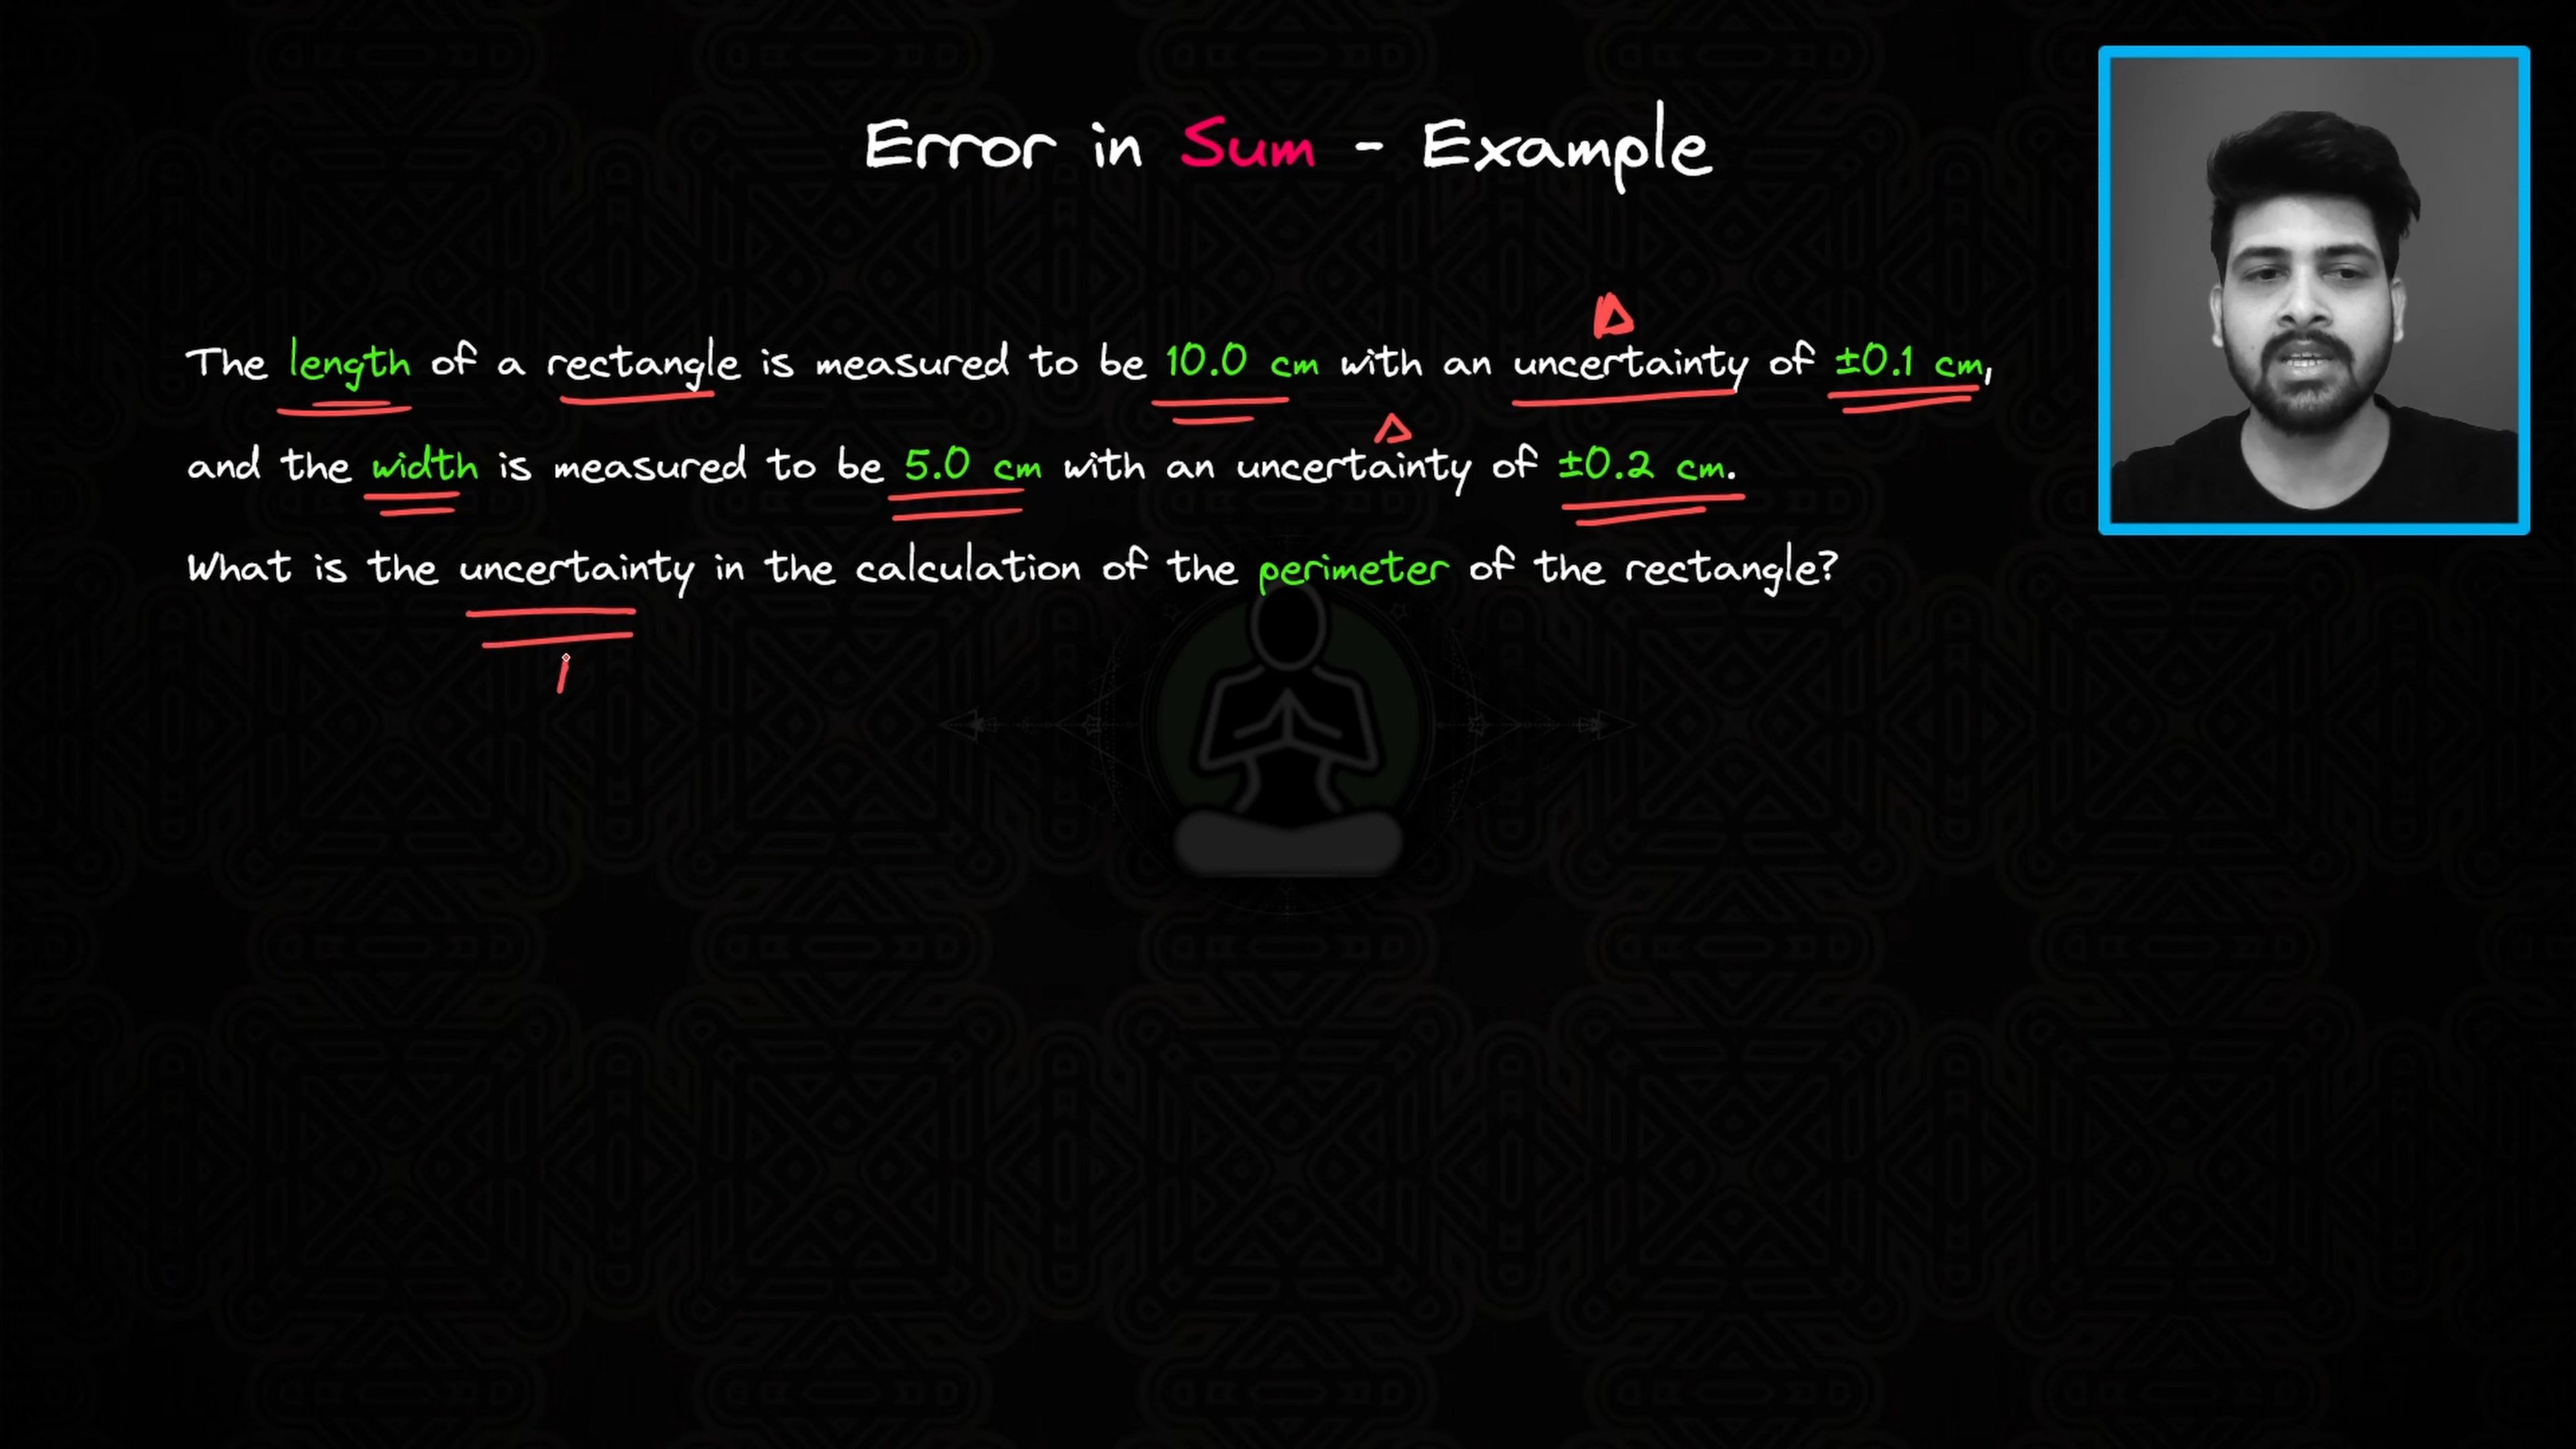 Error in Sum - Example
The length of a rectangle is measured to be 10.0 cm with an uncertainty of ±0.1 cm,
and the width is measured to be 5.0 cm with an uncertainty of ±0.2 cm.
What is the uncertainty in the calculation of the perimeter of the rectangle?